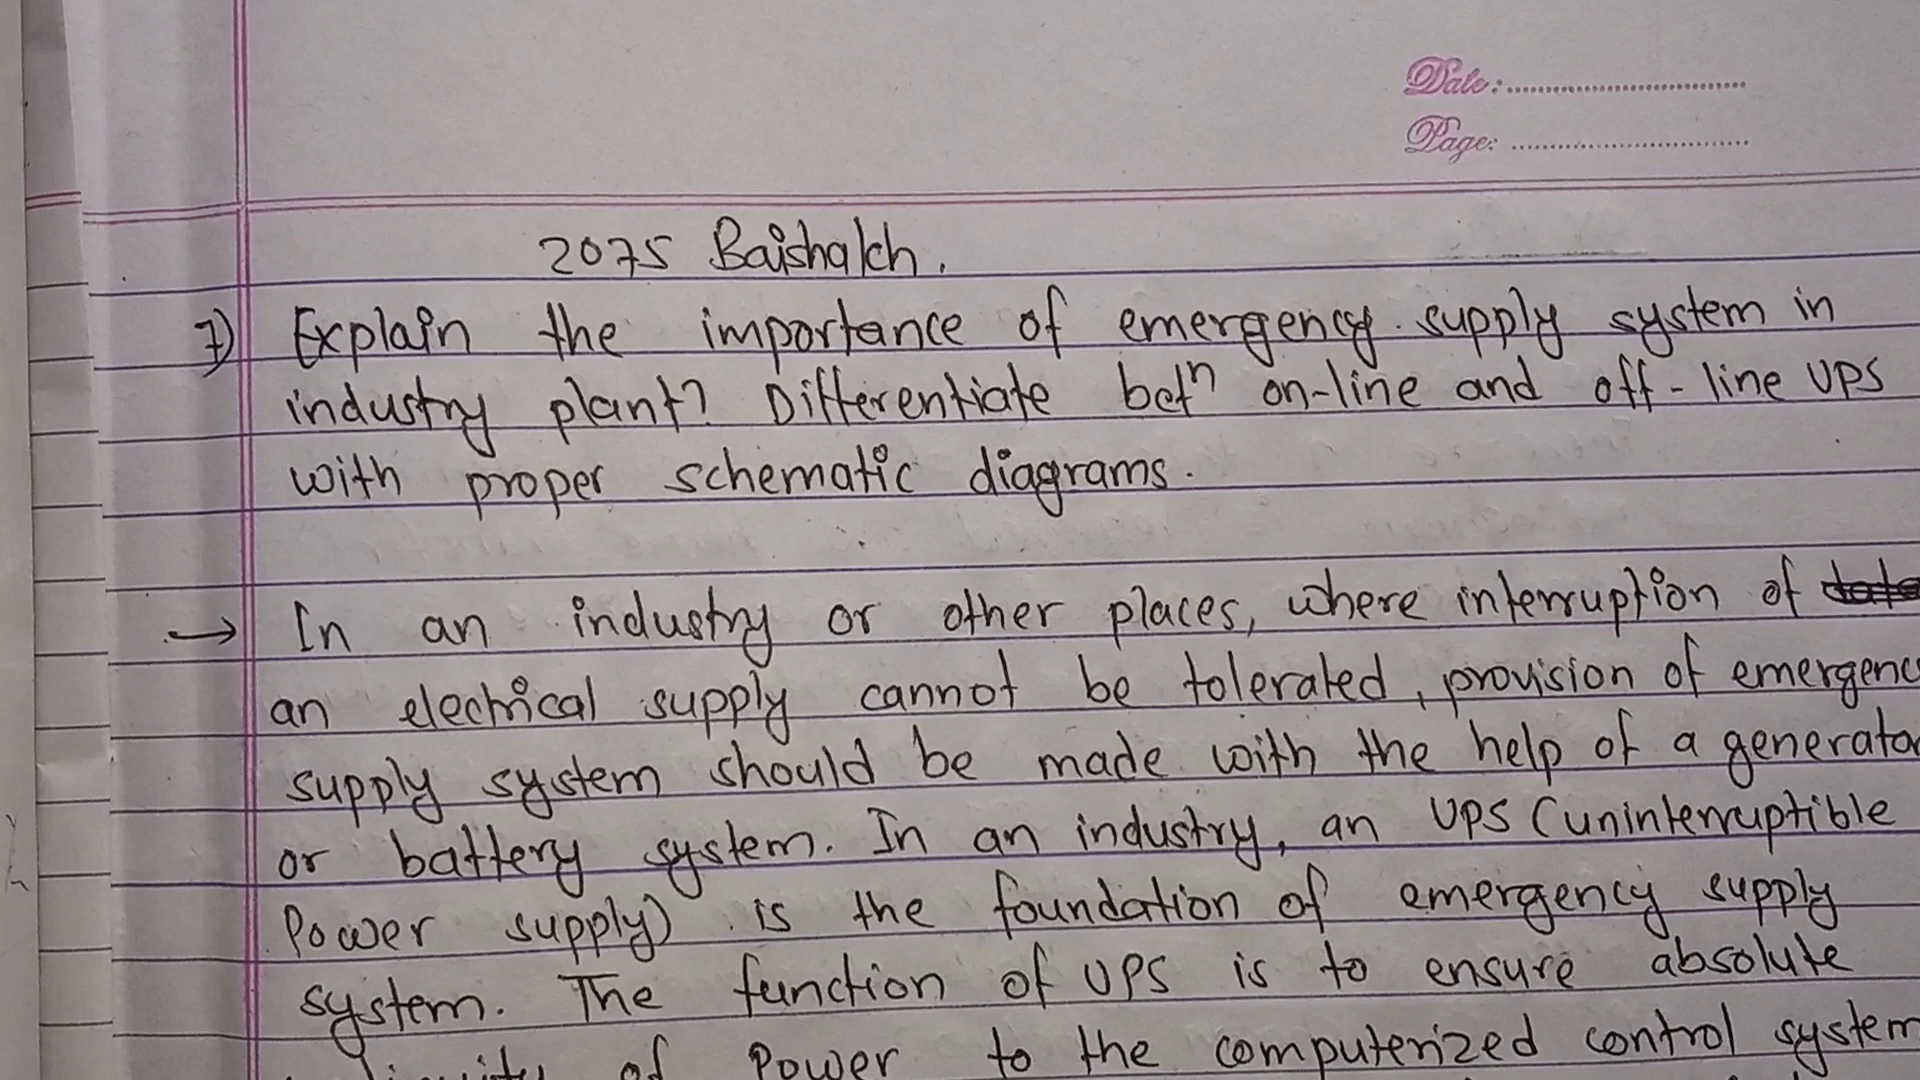 Date:
Page:
2075 Baishakh.
7) Explain the importance of emergency supply system in
industry plant? Differentiate betⁿ on-line and off-line UPS
with proper schematic diagrams.
→ In an industry or other places, where interruption of
an electrical supply cannot be tolerated, provision of emergenc
supply system should be made with the help of a generator
or battery system. In an industry, an UPS (uninterruptible
Power supply) is the foundation of emergency supply
system. The function of UPS is to ensure absolute
of Power to the computerized control system